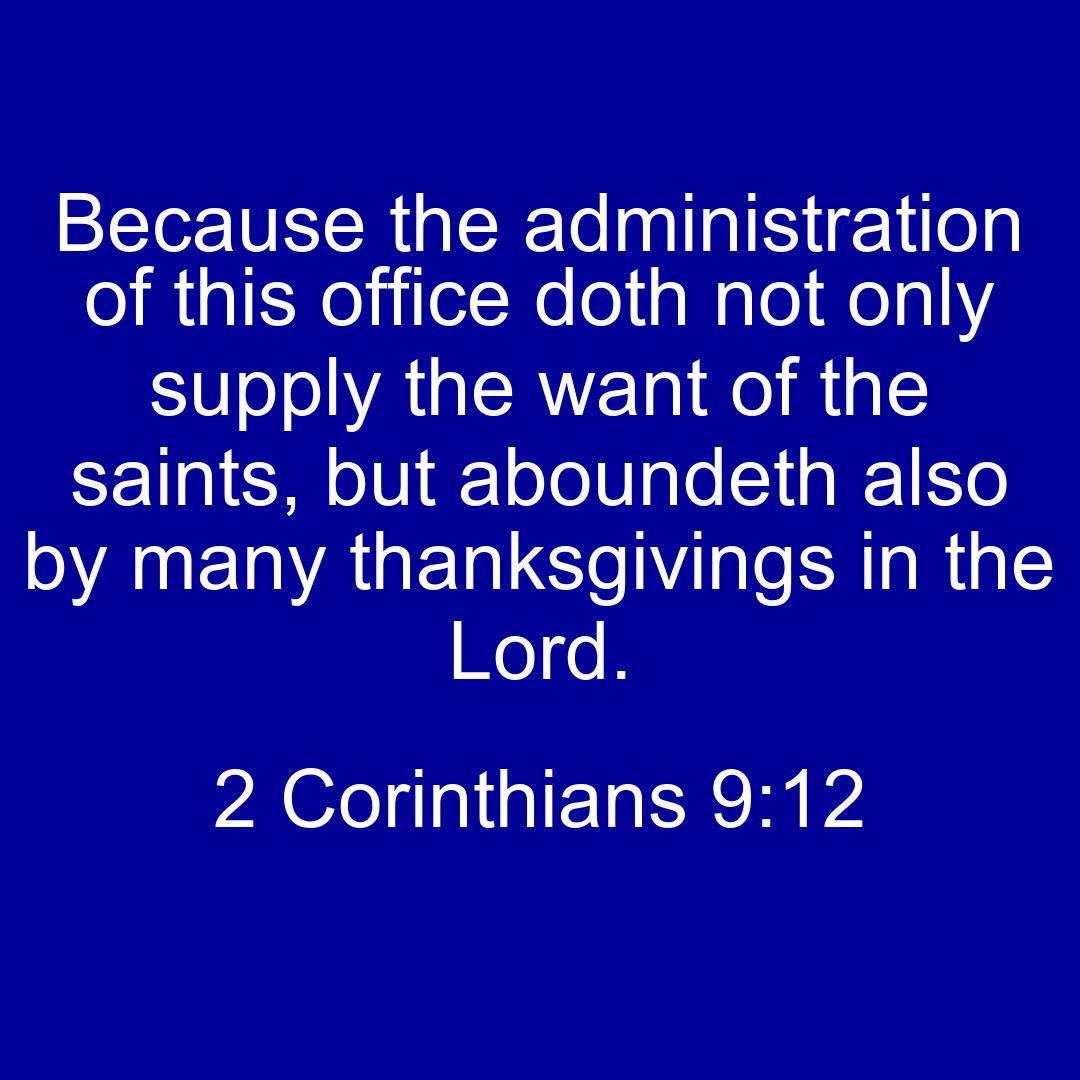 Because the administration
of this office doth not only
supply the want of the
saints, but aboundeth also
by many thanksgivings in the
Lord.
2 Corinthians 9:12